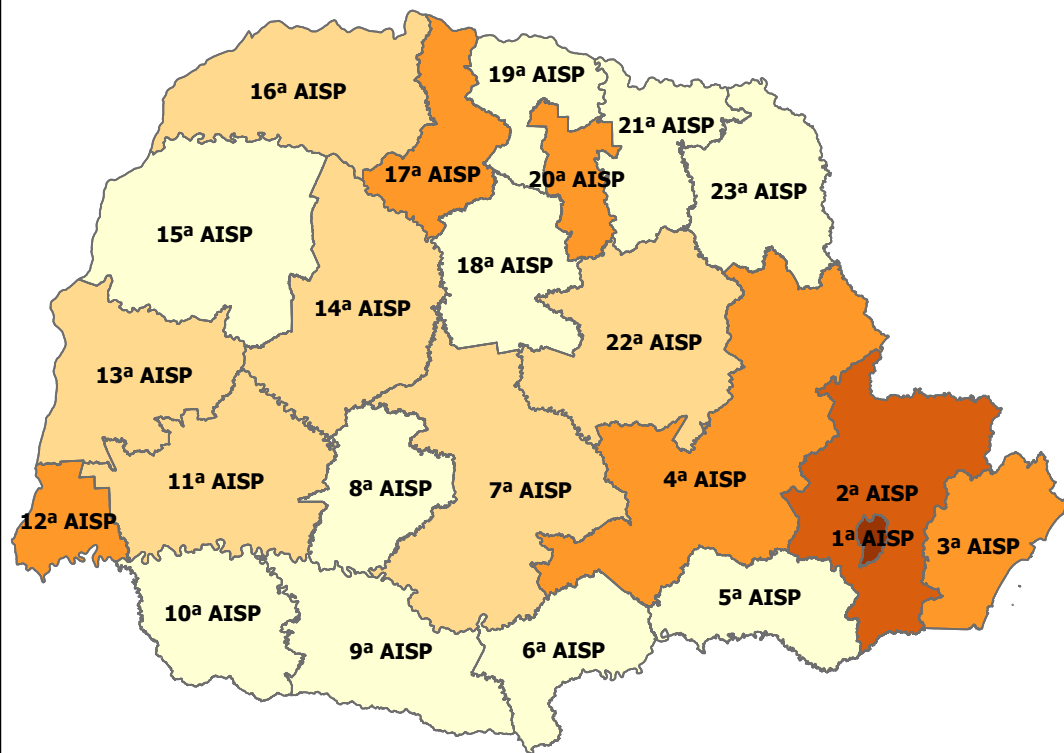 19ª AISP
16ª AISP
21ª AISP
17ª AISP
20ª AISP
23ª AISP
15ª AISP
18ª AISP
14ª AISP
22ª AISP
13ª AISP
11ª AISP
8ª AISP
7ª AISP
4ª AISP
2ª AISP
12ª AISP
1ª AISP
3ª AISP
5ª AISP
10ª AISP
9ª AISP
6ª AISP